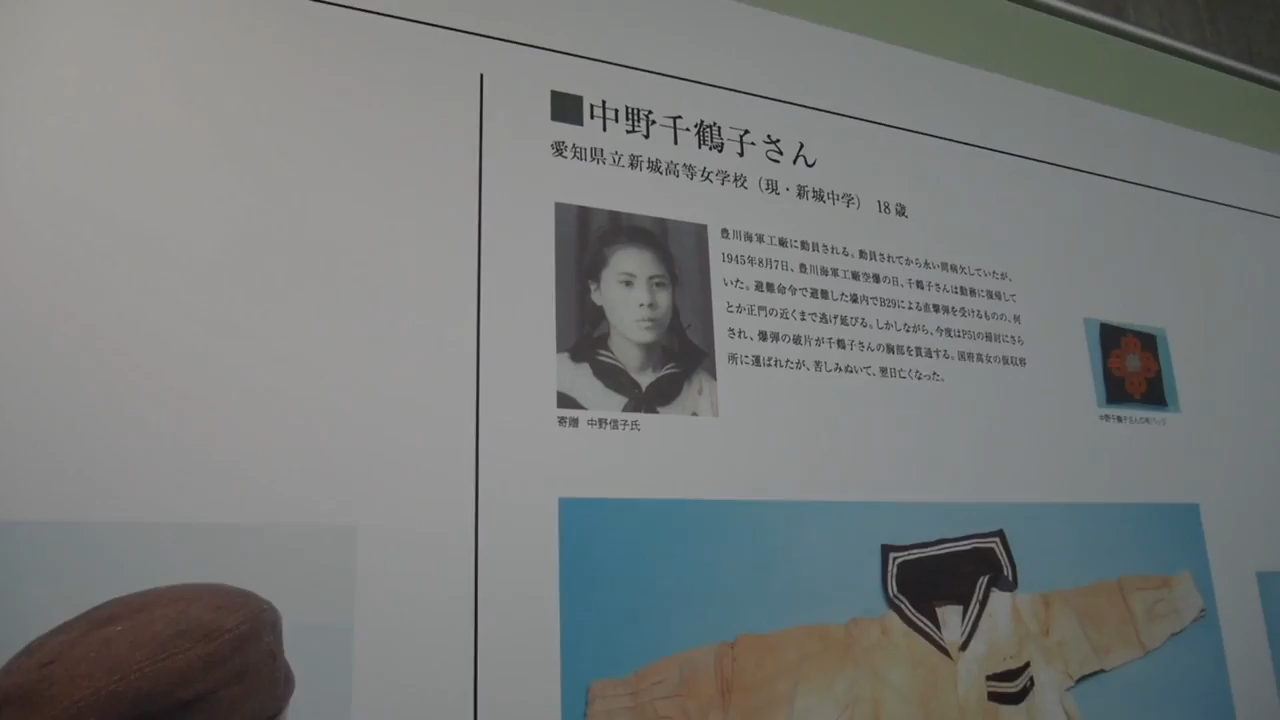 ■中野千鶴子さん
愛知県立新城高等女学校（現・新城中学） 18歳
豊川海軍工廠に動員される。動員されてから永い間病欠していたが、
1945年8月7日、豊川海軍工廠空爆の日、千鶴子さんは勤務に復帰して
いた。避難命令で避難した壕内でB29による直撃弾を受けるものの、何
とか正門の近くまで逃げ延びる。しかしながら、今度はP51の掃討にさら
され、爆弾の破片が千鶴子さんの胸部を貫通する。国府高女の仮収容
所に運ばれたが、苦しみぬいて、翌日亡くなった。
寄贈 中野信子氏
中野千鶴子さんの